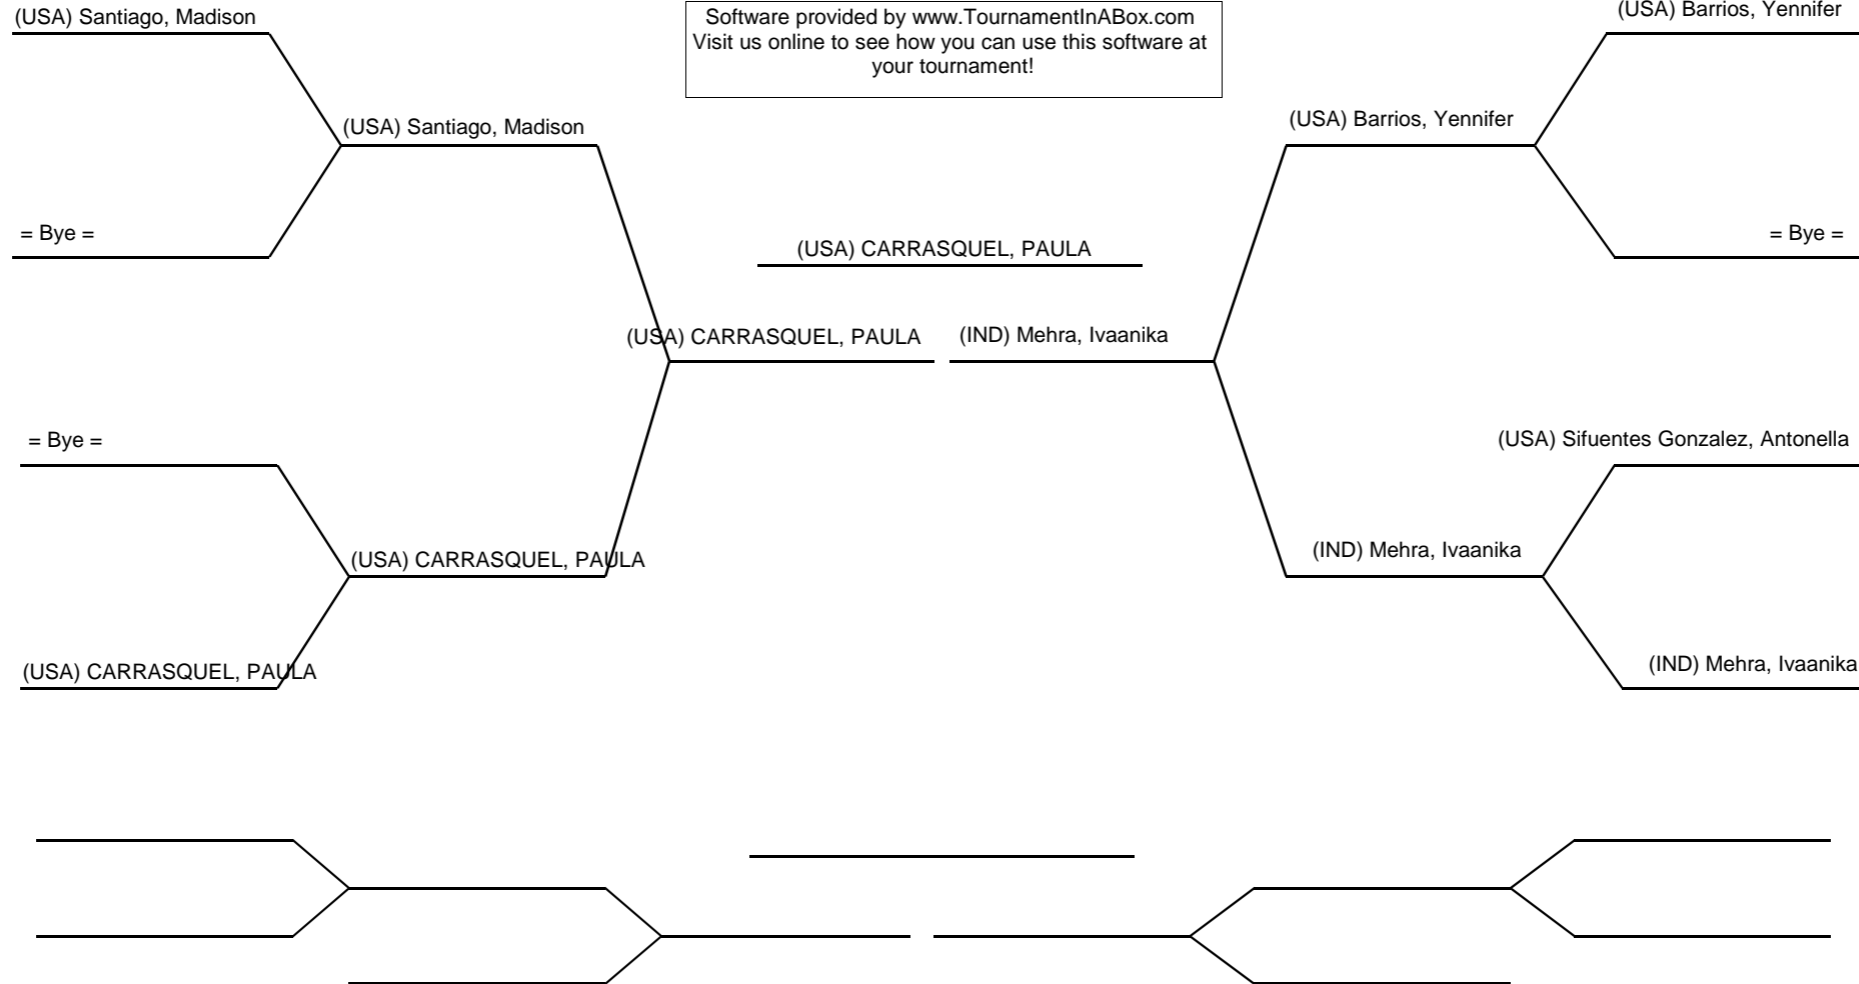 (USA) Santiago, Madison
Software provided by www.TournamentInABox.com
Visit us online to see how you can use this software at
your tournament!
(USA) Barrios, Yennifer
(USA) Santiago, Madison
(USA) Barrios, Yennifer
= Bye =
= Bye =
(USA) CARRASQUEL, PAULA
(USA) CARRASQUEL, PAULA
(IND) Mehra, Ivaanika
= Bye =
(USA) Sifuentes Gonzalez, Antonella
(USA) CARRASQUEL, PAULA
(IND) Mehra, Ivaanika
(USA) CARRASQUEL, PAULA
(IND) Mehra, Ivaanika